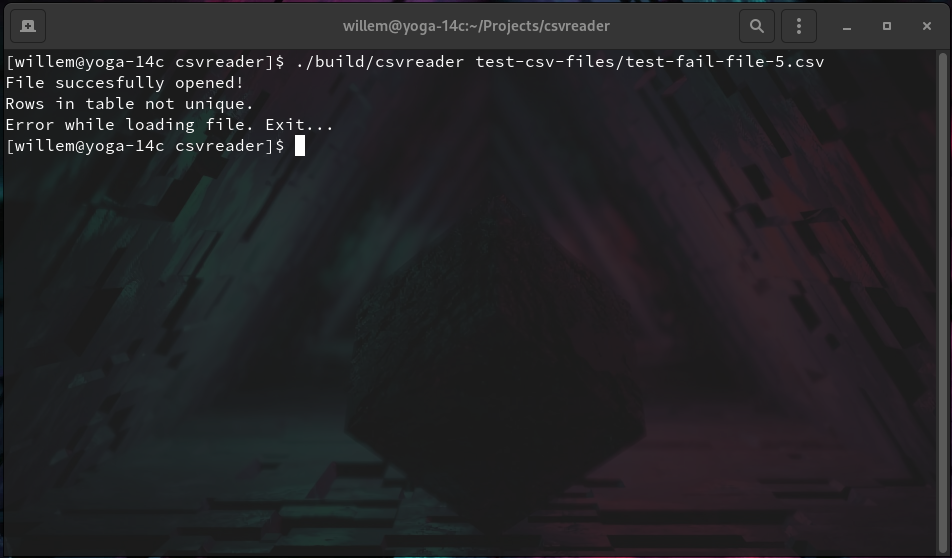 willem@yoga-14c:~/Projects/csvreader
[willem@yoga-14c csvreader]$ ./build/csvreader test-csv-files/test-fail-file-5.csv
File succesfully opened!
Rows in table not unique.
Error while loading file. Exit...
[willem@yoga-14c csvreader]$